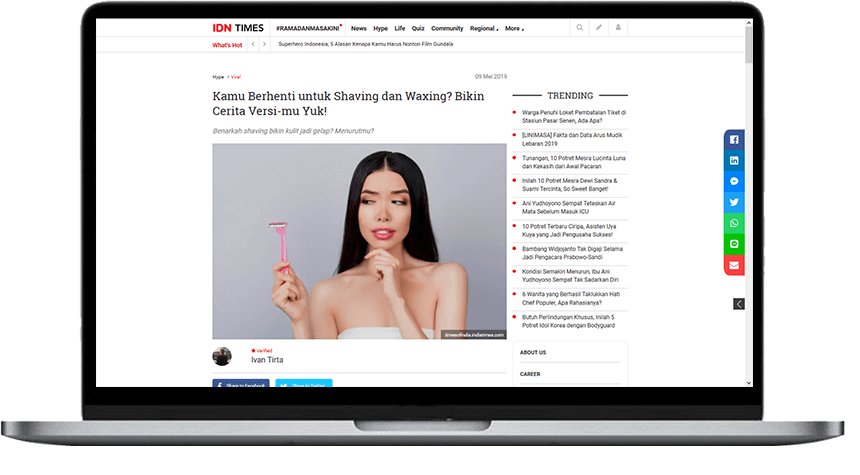 IDN TIMES
#RAMADANMASAKINI
News
Hype
Life
Quiz
Community
Regional
More
What's Hot
Superhero Indonesia, 5 Alasan Kenapa Kamu Harus Nonton Film Gundala
Hype
Viral
09 Mei 2019
Kamu Berhenti untuk Shaving dan Waxing? Bikin
Cerita Versi-mu Yuk!
Benarkah shaving bikin kulit jadi gelap? Menurutmu?
timesofindia.indiatimes.com
Verified
Ivan Tirta
Share to Facebook
Share to Twitter
TRENDING
Warga Penuhi Loket Pembatalan Tiket di
Stasiun Pasar Senen, Ada Apa?
[LINIMASA] Fakta dan Data Arus Mudik
Lebaran 2019
Tunangan, 10 Potret Mesra Lucinta Luna
dan Kekasih dari Awal Pacaran
Inilah 10 Potret Mesra Dewi Sandra &
Suami Tercinta, So Sweet Banget!
Ani Yudhoyono Sempat Teteskan Air
Mata Sebelum Masuk ICU
10 Potret Terbaru Ciripa, Asisten Uya
Kuya yang Jadi Pengusaha Sukses!
Bambang Widjojanto Tak Digaji Selama
Jadi Pengacara Prabowo-Sandi
Kondisi Semakin Menurun, Ibu Ani
Yudhoyono Sempat Tak Sadarkan Diri
6 Wanita yang Berhasil Taklukkan Hati
Chef Populer, Apa Rahasianya?
Butuh Perlindungan Khusus, Inilah 5
Potret Idol Korea dengan Bodyguard
ABOUT US
CAREER